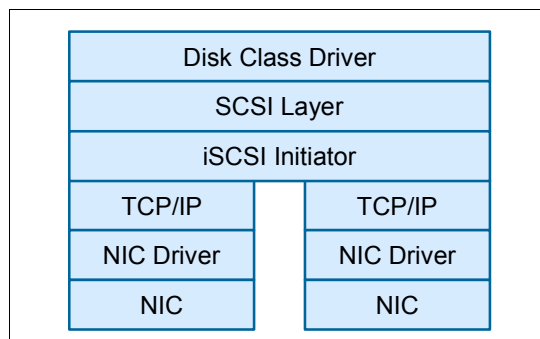 Disk Class Driver
SCSI Layer
iSCSI Initiator
TCP/IP TCP/IP
NIC Driver NIC Driver
NIC NIC